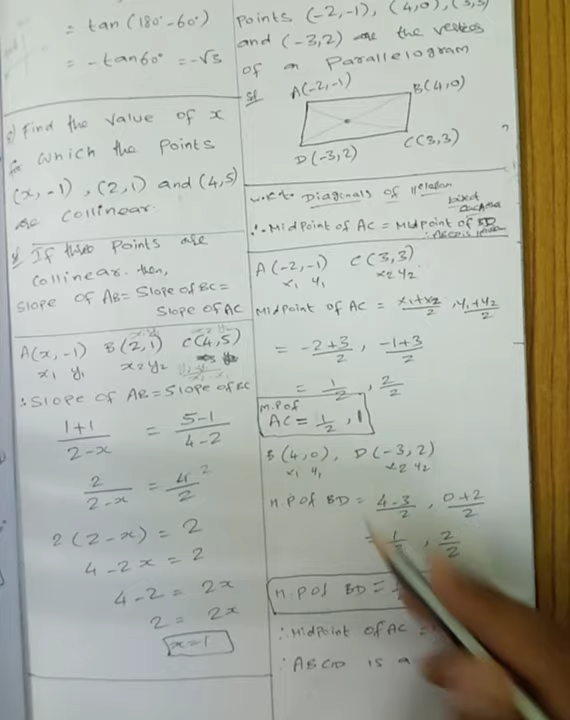 = tan (180° - 60°)
= - tan 60° = -√3
Find the value of x
for which the points
(x, -1), (2, 1) and (4, 5)
are collinear.
If three Points are
collinear. then,
Slope of AB = Slope of BC =
Slope of AC
A(x, -1) B(2, 1) C(4, 5)
x₁ y₁ x₂ y₂
∴ Slope of AB = Slope of BC
1+1 / 2-x = 5-1 / 4-2
2 / 2-x = 4 / 2 2
2(2-x) = 2
4 - 2x = 2
4 - 2 = 2x
2 = 2x
x = 1
Points (-2, -1), (4, 0), (3, 3)
and (-3, 2) are the vertices
of a Parallelogram
Sol
A(-2, -1) B(4, 0)
D(-3, 2) C(3, 3)
Diagonals of
∴ Midpoint of AC = Midpoint of BD
A(-2, -1) C(3, 3)
x₁ y₁ x₂ y₂
Midpoint of AC = x₁+x₂ / 2 , y₁+y₂ / 2
= -2+3 / 2 , -1+3 / 2
= 1 / 2 , 2 / 2
M.P of
AC = 1/2 , 1
B(4, 0), D(-3, 2)
x₁ y₁ x₂ y₂
M.P of BD = 4-3 / 2 , 0+2 / 2
= 1 / 2 , 2 / 2
M.P of BD =
∴ Midpoint of AC =
∴ ABCD is a